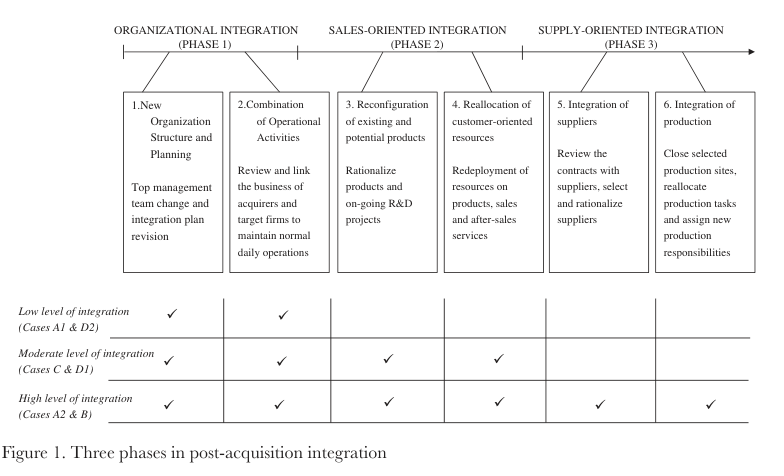 ORGANIZATIONAL INTEGRATION
(PHASE 1)
SALES-ORIENTED INTEGRATION
(PHASE 2)
SUPPLY-ORIENTED INTEGRATION
(PHASE 3)
1.New
Organization
Structure and
Planning
Top management
team change and
integration plan
revision
2.Combination
of Operational
Activities
Review and link
the business of
acquirers and
target firms to
maintain normal
daily operations
3. Reconfiguration
of existing and
potential products
Rationalize
products and
on-going R&D
projects
4. Reallocation of
customer-oriented
resources
Redeployment of
resources on
products, sales
and after-sales
services
5. Integration of
suppliers
Review the
contracts with
suppliers, select
and rationalize
suppliers
6. Integration of
production
Close selected
production sites,
reallocate
production tasks
and assign new
production
responsibilities
Low level of integration
(Cases A1 & D2)
✓ ✓
Moderate level of integration
(Cases C & D1)
✓ ✓ ✓ ✓
High level of integration
(Cases A2 & B)
✓ ✓ ✓ ✓ ✓ ✓
Figure 1. Three phases in post-acquisition integration